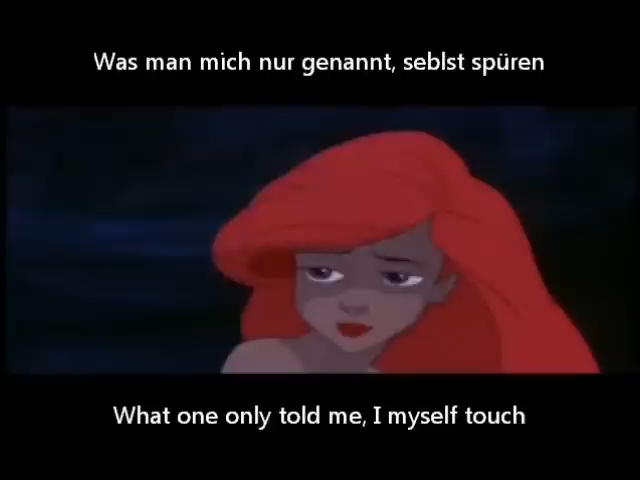 Was man mich nur genannt, seblst spüren
What one only told me, I myself touch